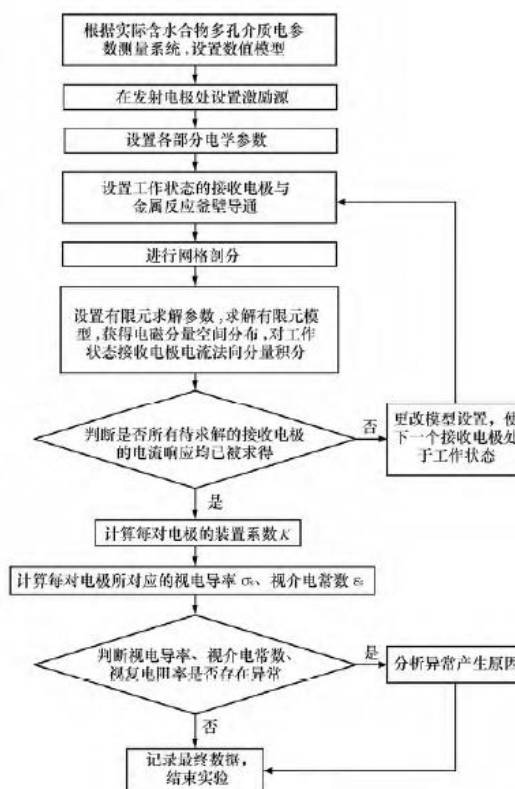 根据实际含水合物多孔介质电参
数测量系统,设置数值模型
在发射电极处设置激励源
设置各部分电学参数
设置工作状态的接收电极与
金属反应釜壁导通
进行网格剖分
设置有限元求解参数,求解有限元模
型,获得电磁分量空间分布,对工作
状态接收电极电流法向分量积分
判断是否所有待求解的接收电极
的电流响应均已被求得
否
更改模型设置,使
下一个接收电极处
于工作状态
是
计算每对电极的装置系数K
计算每对电极所对应的视电导率 σₐ、视介电常数 εₐ
判断视电导率、视介电常数、
视复电阻率是否存在异常
是
分析异常产生原因
否
记录最终数据,
结束实验